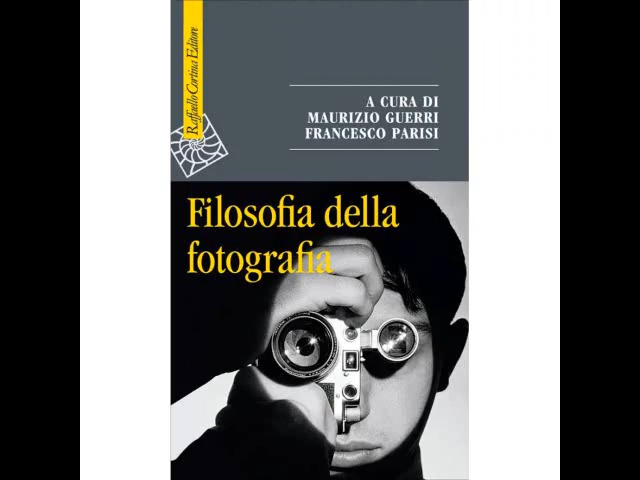 Raffaello Cortina Editore
A CURA DI
MAURIZIO GUERRI
FRANCESCO PARISI
Filosofia della
fotografia